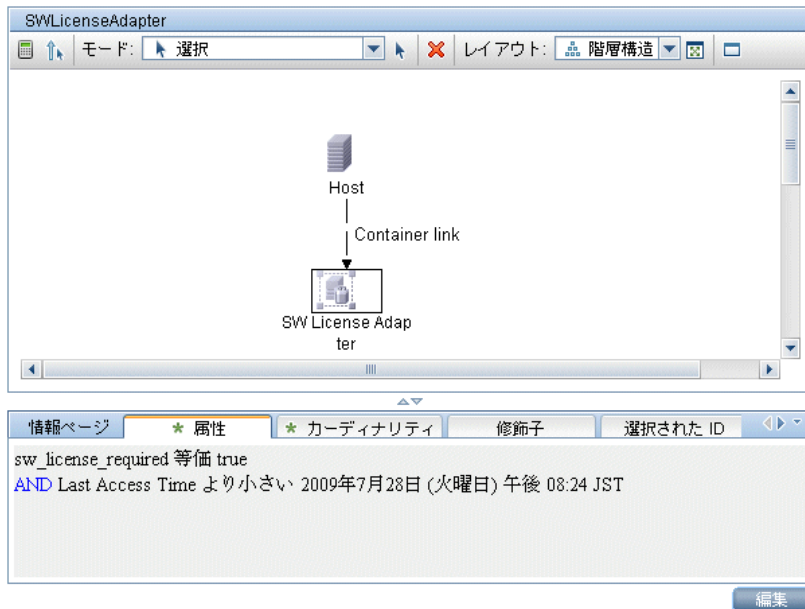 SWLicenseAdapter
モード: 選択 レイアウト: 階層構造
Host
Container link
SW License Adap
ter
情報ページ * 属性 * カーディナリティ 修飾子 選択された ID
sw_license_required 等価 true
AND Last Access Time より小さい 2009年7月28日 (火曜日) 午後 08:24 JST
編集